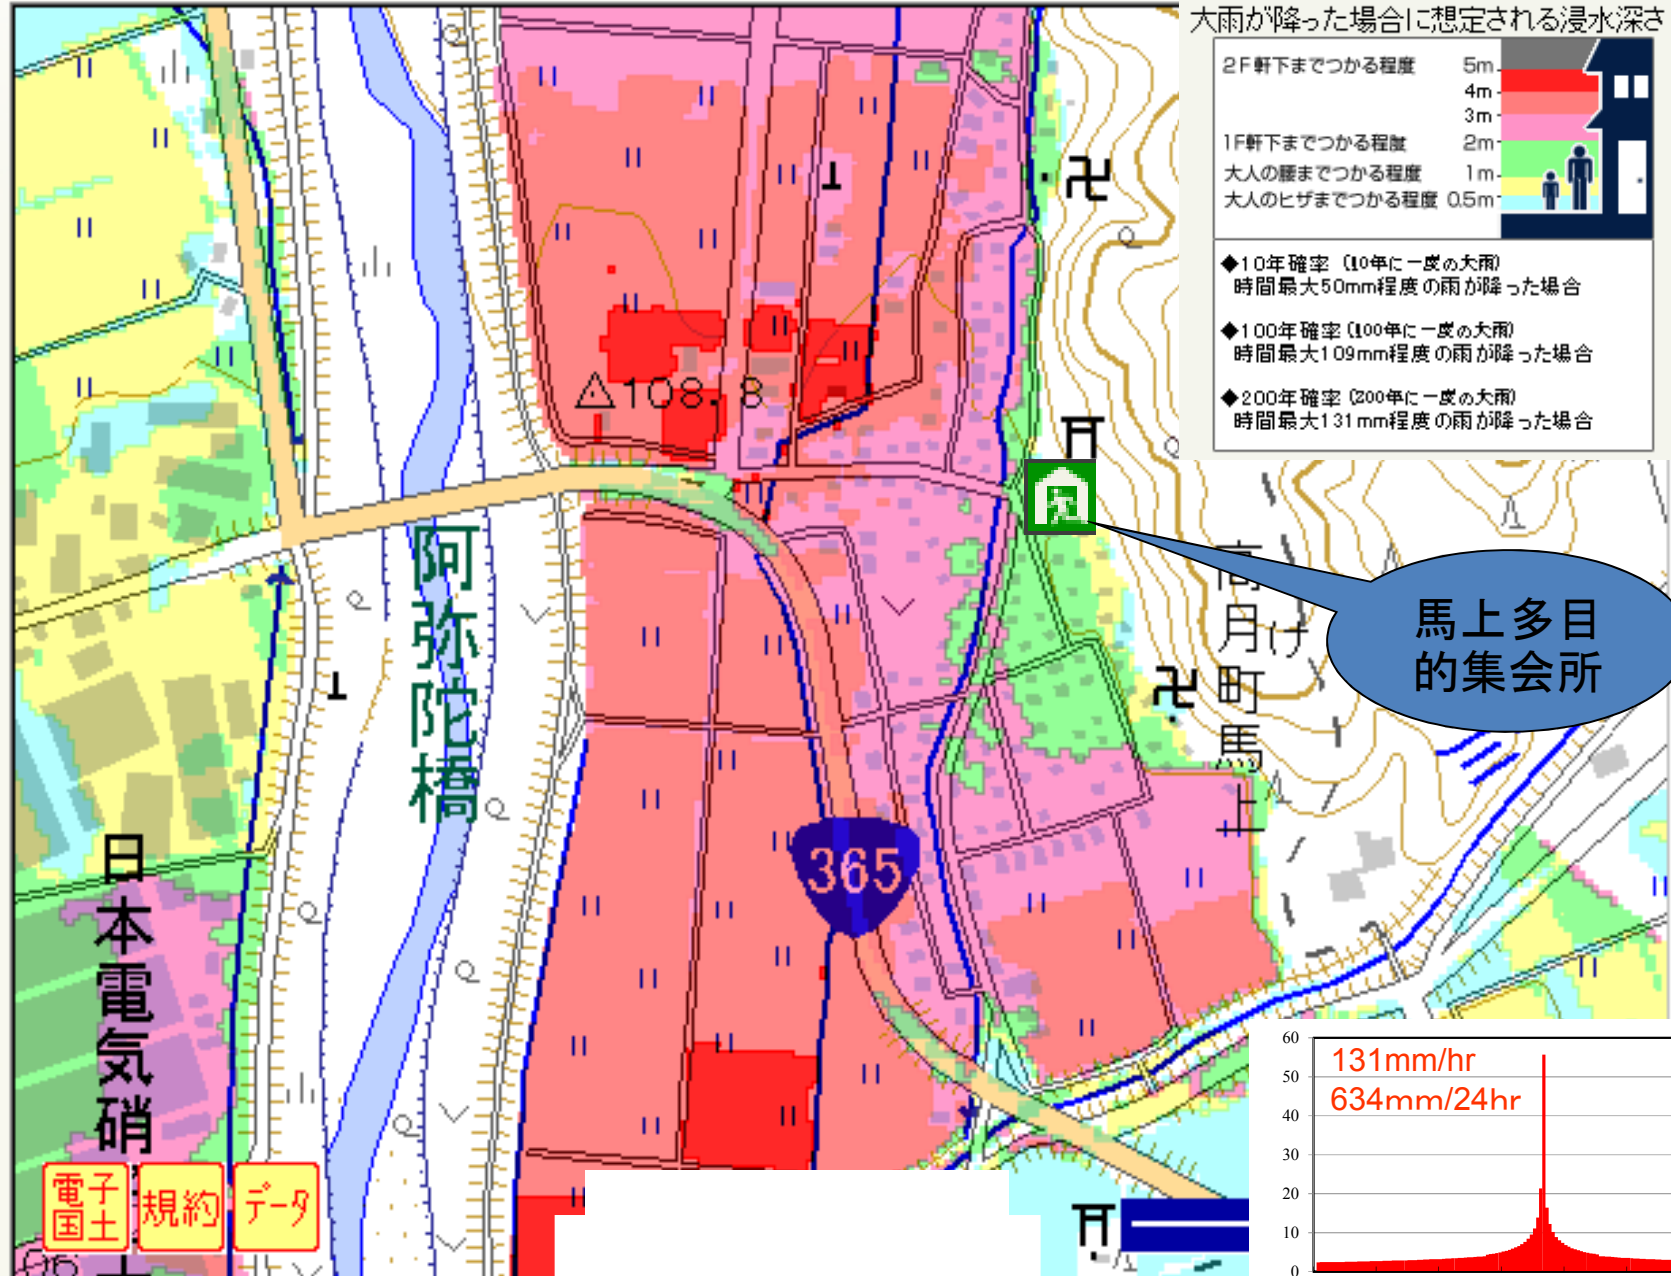 大雨が降った場合に想定される浸水深さ
2F軒下までつかる程度 5m
4m
3m
1F軒下までつかる程度 2m
大人の腰までつかる程度 1m
大人のヒザまでつかる程度 0.5m
◆10年確率 (10年に一度の大雨)
時間最大50mm程度の雨が降った場合
◆100年確率 (100年に一度の大雨)
時間最大109mm程度の雨が降った場合
◆200年確率 (200年に一度の大雨)
時間最大131mm程度の雨が降った場合
108.8
阿弥陀橋
高月町馬上
け
馬上多目
的集会所
365
日本電気硝
電子
国土
規約
データ
131mm/hr
634mm/24hr
60
50
40
30
20
10
0